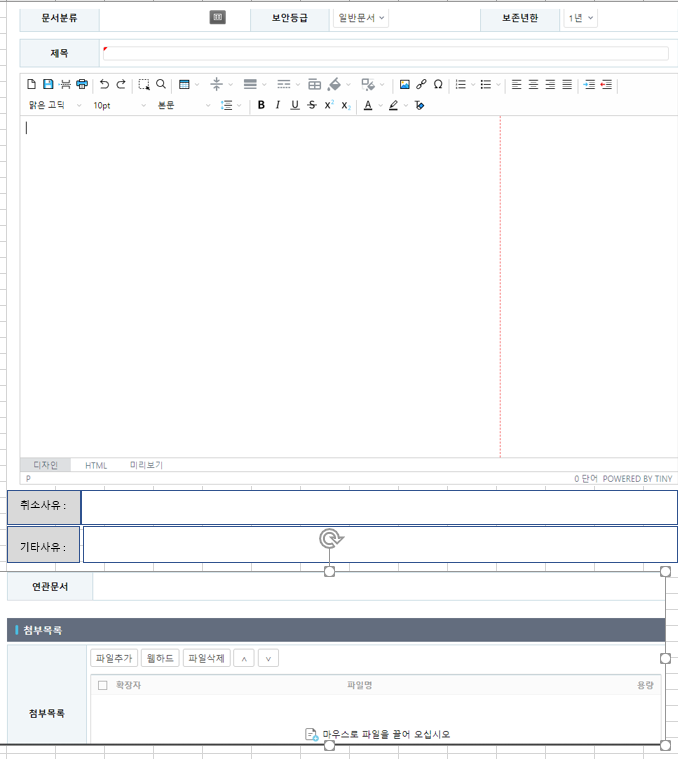 문서분류 보안등급 일반문서 보존년한 1년
제목
맑은 고딕 10pt 본문 B I U S X² X₂ A
디자인 HTML 미리보기
P 0 단어 POWERED BY TINY
취소사유 :
기타사유 :
연관문서
첨부목록
파일추가 웹하드 파일삭제
확장자 파일명 용량
첨부목록
마우스로 파일을 끌어 오십시오